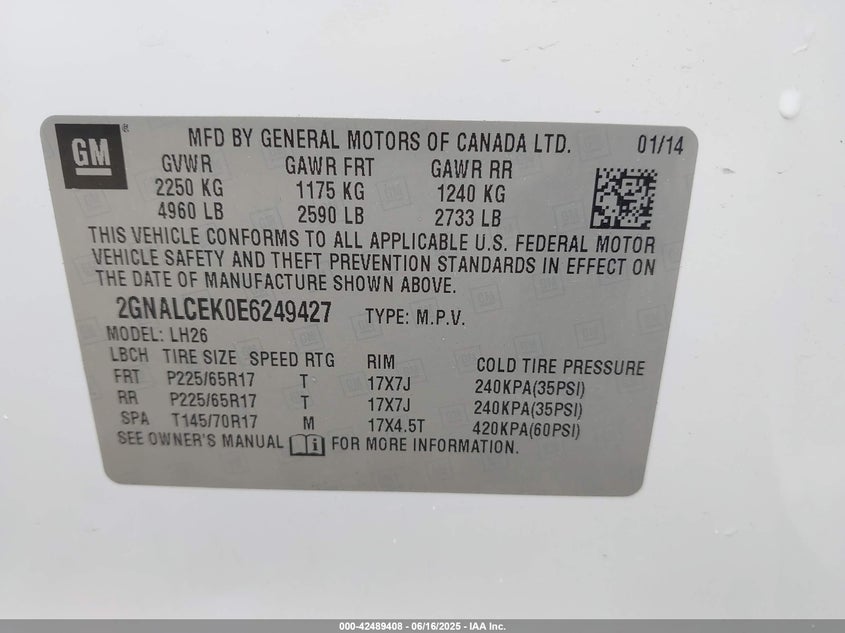 GM ® MFD BY GENERAL MOTORS OF CANADA LTD. 01/14
GVWR GAWR FRT GAWR RR
2250 KG 1175 KG 1240 KG
4960 LB 2590 LB 2733 LB
THIS VEHICLE CONFORMS TO ALL APPLICABLE U.S. FEDERAL MOTOR
VEHICLE SAFETY AND THEFT PREVENTION STANDARDS IN EFFECT ON
THE DATE OF MANUFACTURE SHOWN ABOVE.
2GNALCEK0E6249427 TYPE: M.P.V.
MODEL: LH26
LBCH TIRE SIZE SPEED RTG RIM COLD TIRE PRESSURE
FRT P225/65R17 T 17X7J 240KPA(35PSI)
RR P225/65R17 T 17X7J 240KPA(35PSI)
SPA T145/70R17 M 17X4.5T 420KPA(60PSI)
SEE OWNER'S MANUAL i FOR MORE INFORMATION.
000-42489408 - 06/16/2025 - IAA Inc.